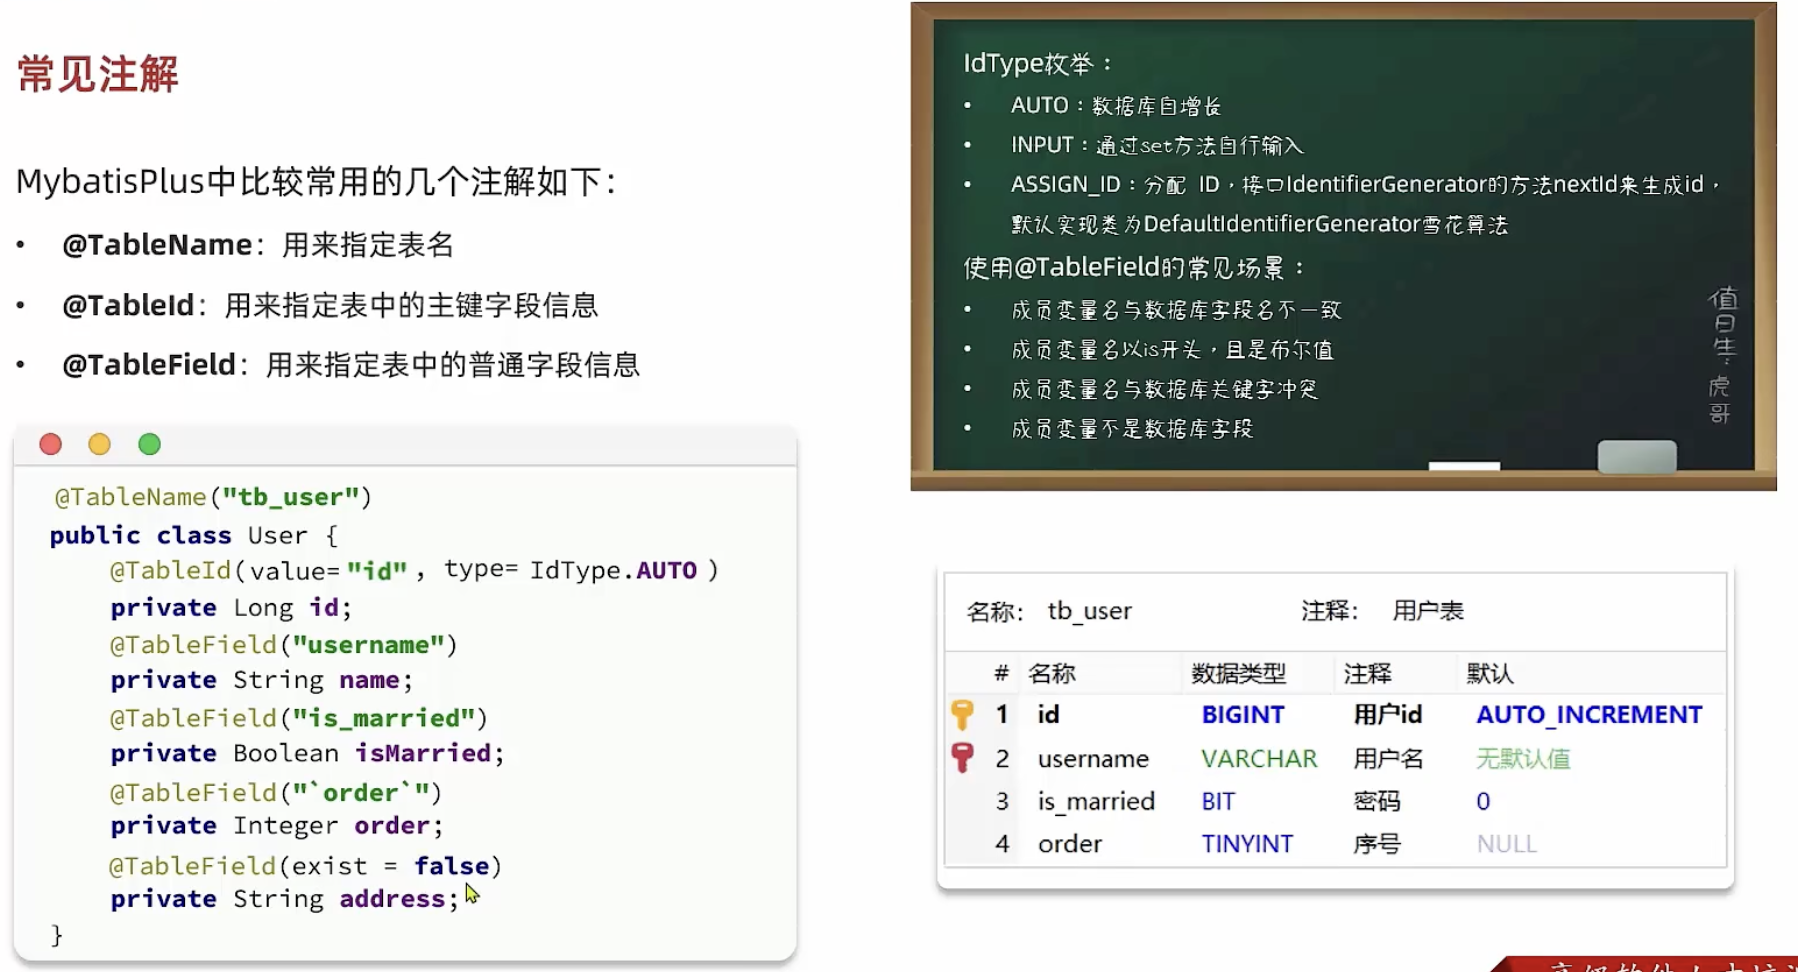 常见注解
MybatisPlus中比较常用的几个注解如下：
• @TableName：用来指定表名
• @TableId：用来指定表中的主键字段信息
• @TableField：用来指定表中的普通字段信息
@TableName("tb_user")
public class User {
@TableId(value="id", type= IdType.AUTO )
private Long id;
@TableField("username")
private String name;
@TableField("is_married")
private Boolean isMarried;
@TableField("`order`")
private Integer order;
@TableField(exist = false)
private String address;
}
IdType枚举：
• AUTO：数据库自增长
• INPUT：通过set方法自行输入
• ASSIGN_ID：分配 ID，接口IdentifierGenerator的方法nextId来生成id，
默认实现类为DefaultIdentifierGenerator雪花算法
使用@TableField的常见场景：
• 成员变量名与数据库字段名不一致
• 成员变量名以is开头，且是布尔值
• 成员变量名与数据库关键字冲突
• 成员变量不是数据库字段
值日生：虎哥
名称： tb_user 注释： 用户表
# 名称 数据类型 注释 默认
1 id BIGINT 用户id AUTO_INCREMENT
2 username VARCHAR 用户名 无默认值
3 is_married BIT 密码 0
4 order TINYINT 序号 NULL